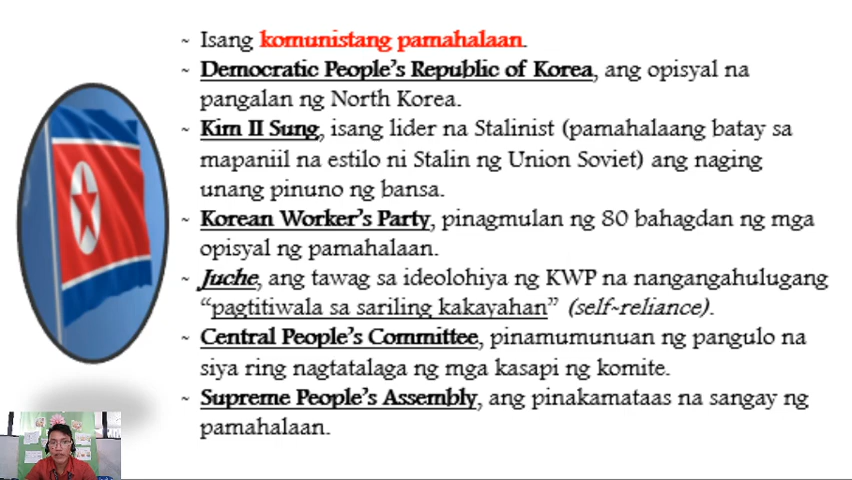 ~ Isang komunistang pamahalaan.
~ Democratic People's Republic of Korea, ang opisyal na
pangalan ng North Korea.
~ Kim II Sung, isang lider na Stalinist (pamahalaang batay sa
mapaniil na estilo ni Stalin ng Union Soviet) ang naging
unang pinuno ng bansa.
~ Korean Worker's Party, pinagmulan ng 80 bahagdan ng mga
opisyal ng pamahalaan.
~ Juche, ang tawag sa ideolohiya ng KWP na nangangahulugang
“pagtitiwala sa sariling kakayahan” (self-reliance).
~ Central People's Committee, pinamumunuan ng pangulo na
siya ring nagtatalaga ng mga kasapi ng komite.
~ Supreme People's Assembly, ang pinakamataas na sangay ng
pamahalaan.